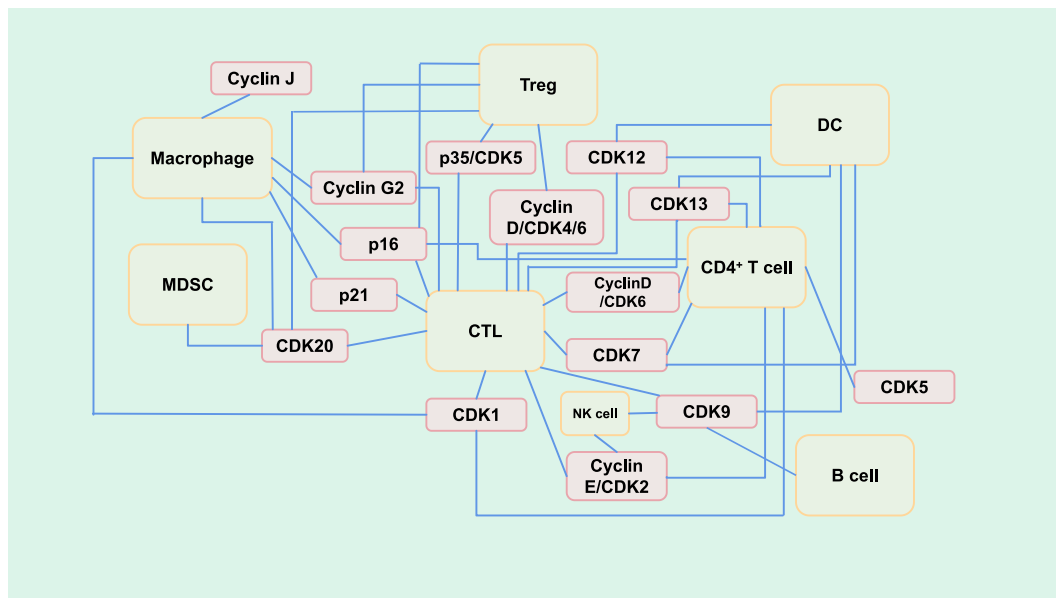 Cyclin J
Treg
DC
Macrophage
p35/CDK5
CDK12
Cyclin G2
Cyclin
D/CDK4/6
CDK13
p16
CD4⁺ T cell
MDSC
p21
CyclinD
/CDK6
CTL
CDK20
CDK7
CDK5
CDK1
NK cell
CDK9
Cyclin
E/CDK2
B cell